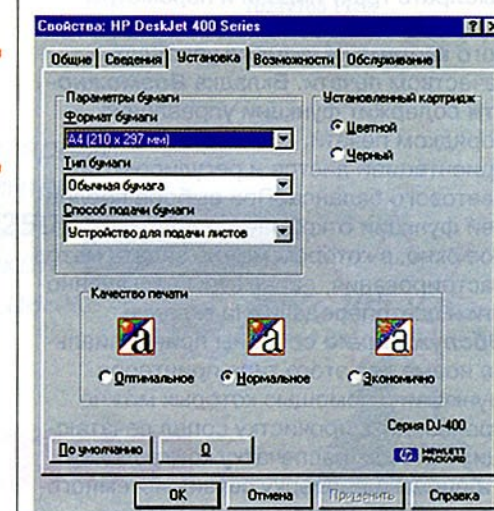 Свойства: HP DeskJet 400 Series
Общие Сведения Установка Возможности Обслуживание
Параметры бумаги
Формат бумаги
A4 (210 x 297 мм)
Тип бумаги
Обычная бумага
Способ подачи бумаги
Устройство для подачи листов
Установленный картридж
Цветной
Черный
Качество печати
Оптимальное Нормальное Экономично
Серия DJ-400
По умолчанию О
HEWLETT
PACKARD
OK Отмена Применить Справка